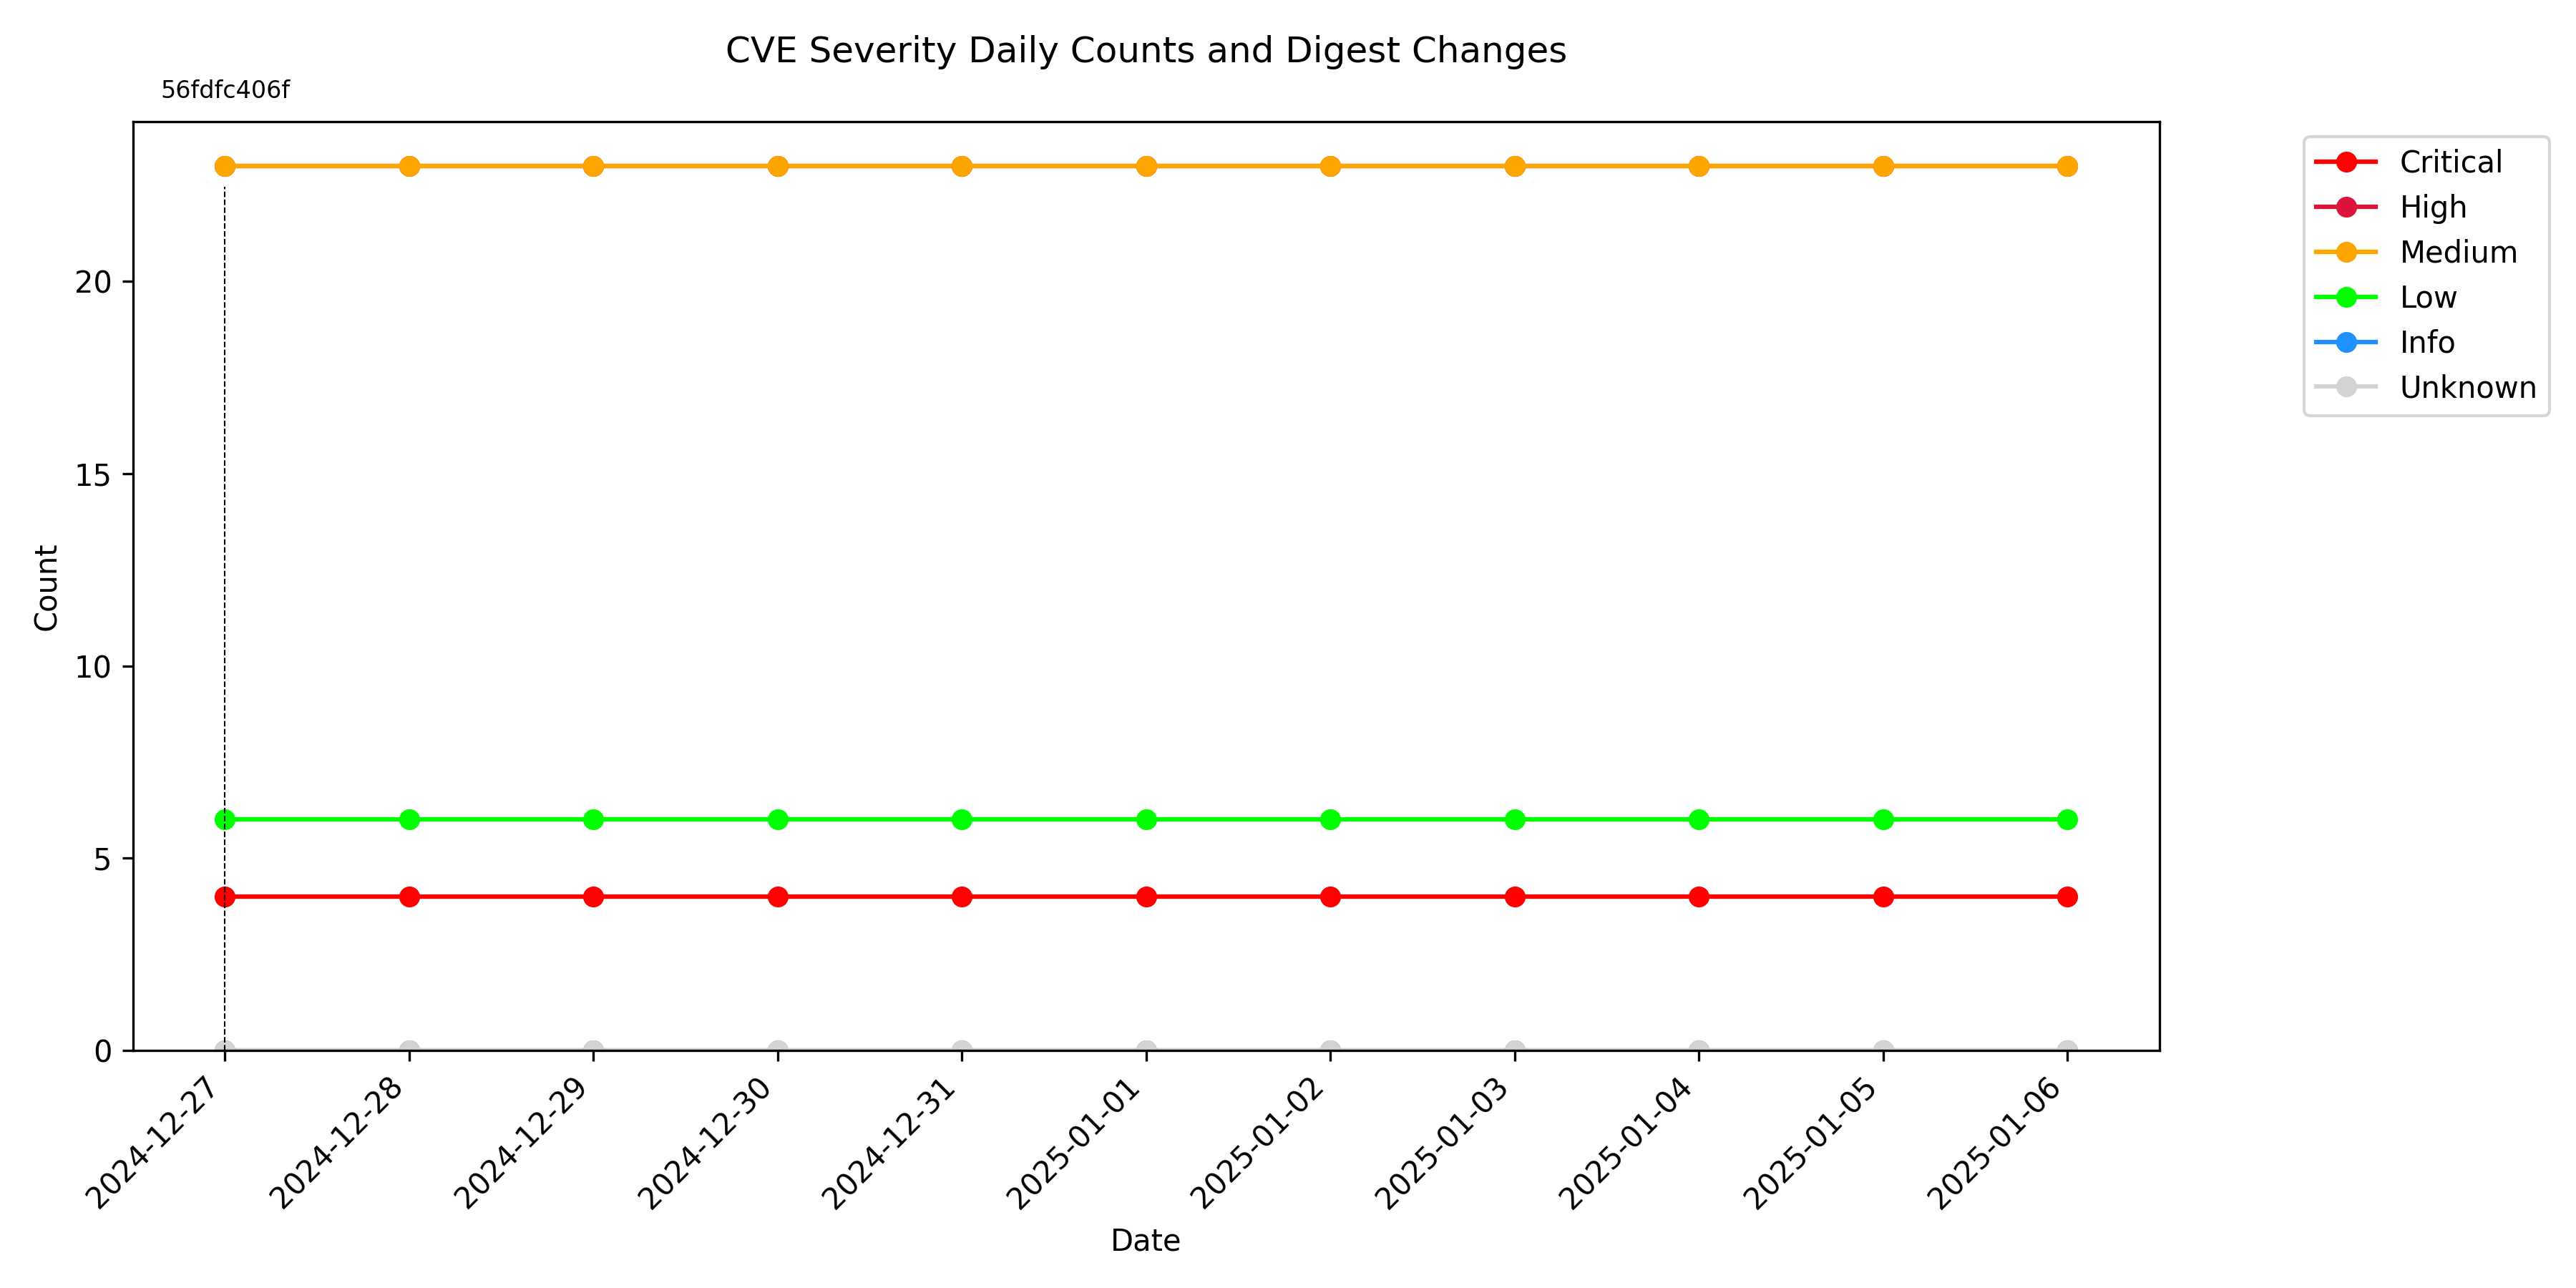 CVE Severity Daily Counts and Digest Changes
56fdfc406f
Critical
High
Medium
Low
Info
Unknown
Count
20
15
10
5
0
2024-12-27
2024-12-28
2024-12-29
2024-12-30
2024-12-31
2025-01-01
2025-01-02
2025-01-03
2025-01-04
2025-01-05
2025-01-06
Date